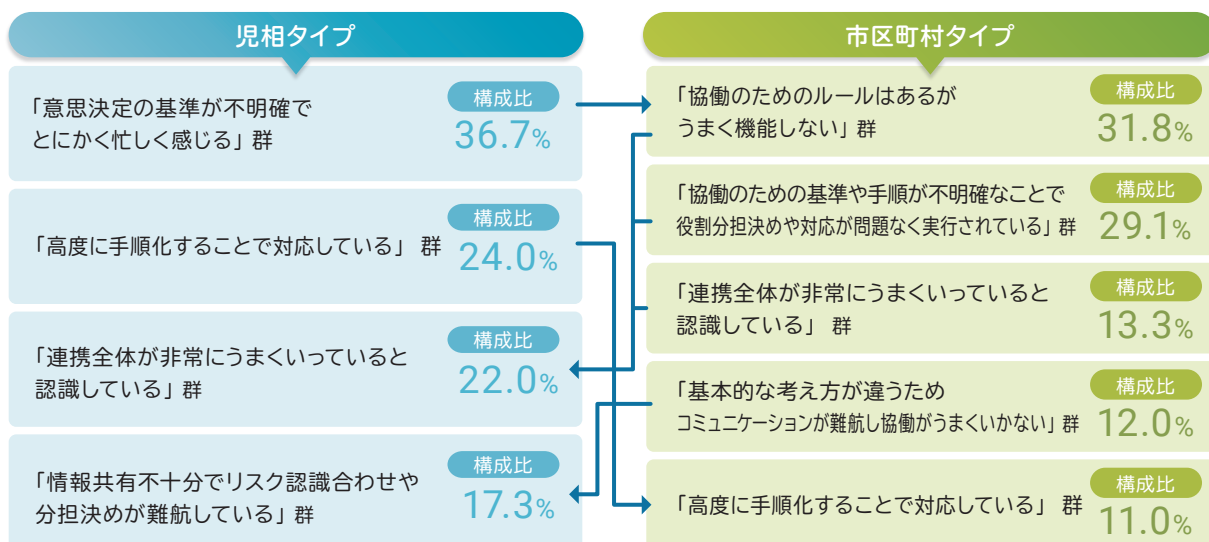 児相タイプ
「意思決定の基準が不明確で
とにかく忙しく感じる」群
構成比
36.7%
「高度に手順化することで対応している」 群
構成比
24.0%
「連携全体が非常にうまくいっていると
認識している」群
構成比
22.0%
「情報共有不十分でリスク認識合わせや
分担決めが難航している」群
構成比
17.3%
市区町村タイプ
「協働のためのルールはあるが
うまく機能しない」群
構成比
31.8%
「協働のための基準や手順が不明確なことで
役割分担決めや対応が問題なく実行されている」群
構成比
29.1%
「連携全体が非常にうまくいっていると
認識している」 群
構成比
13.3%
「基本的な考え方が違うため
コミュニケーションが難航し協働がうまくいかない」群
構成比
12.0%
「高度に手順化することで対応している」 群
構成比
11.0%